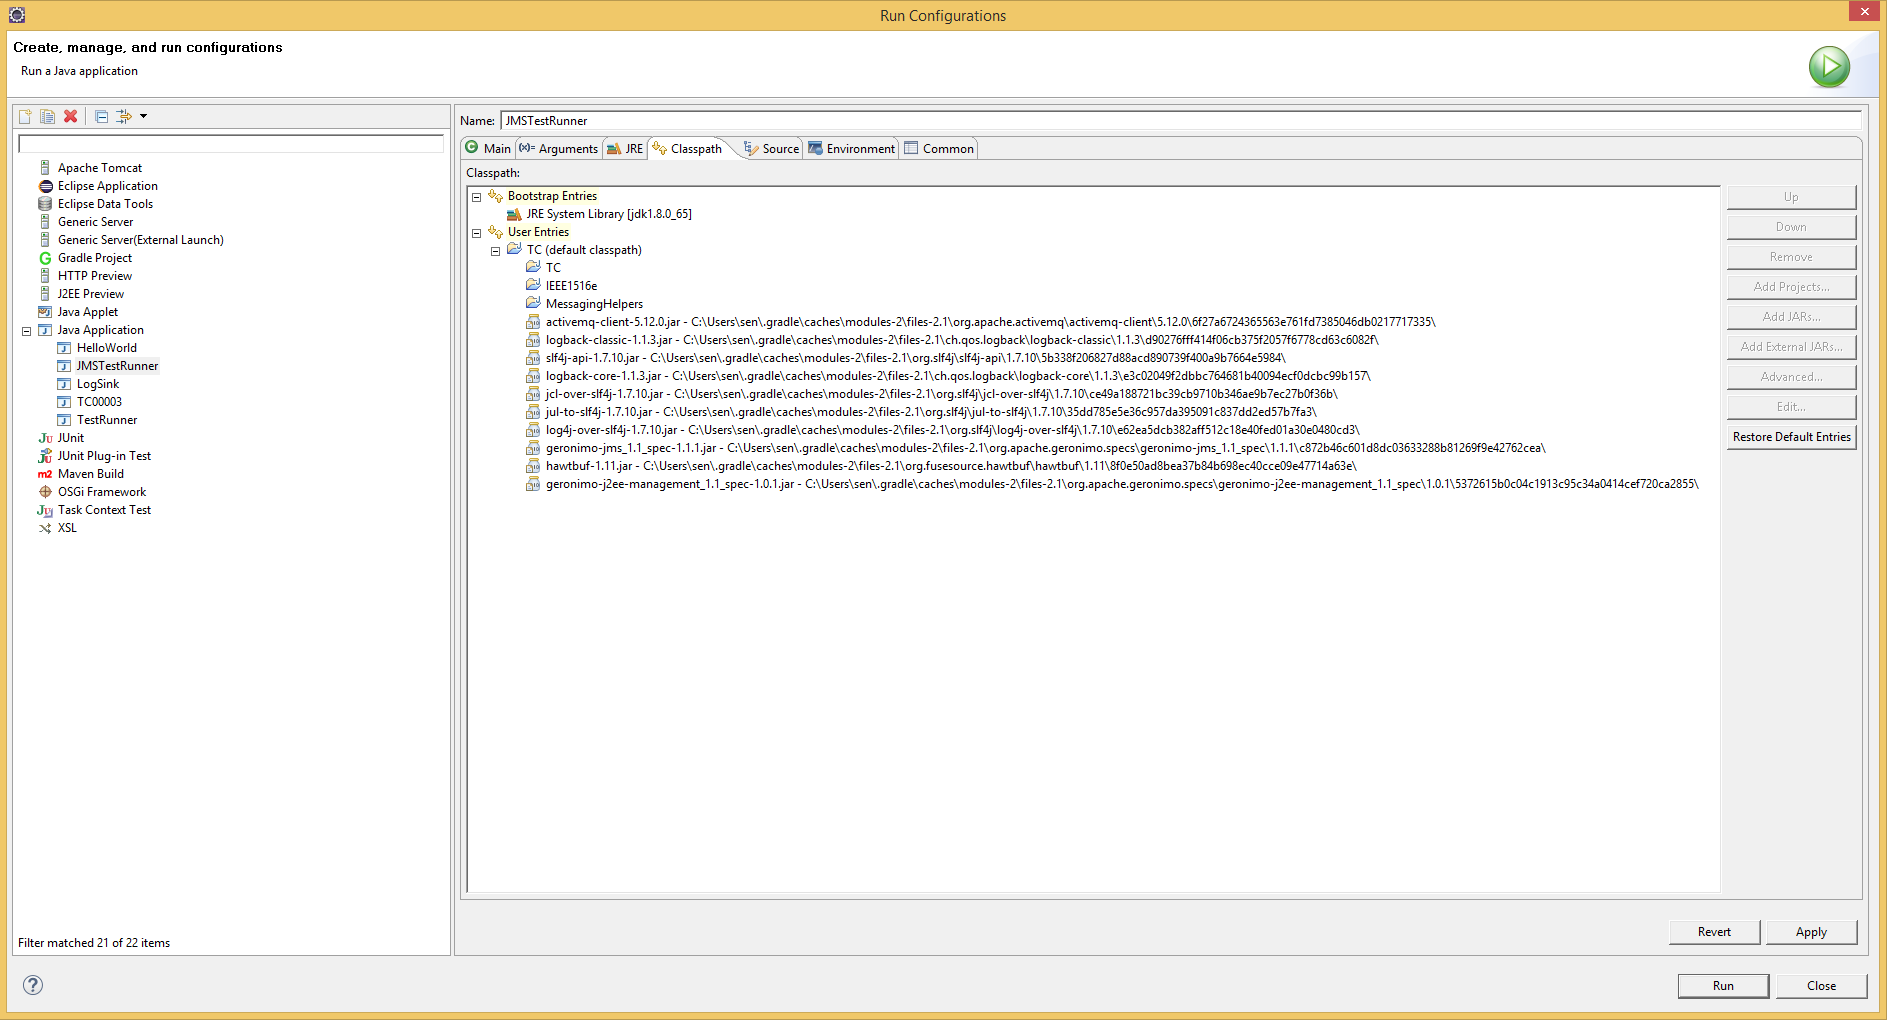 Run Configurations
Create, manage, and run configurations
Run a Java application
Apache Tomcat
Eclipse Application
Eclipse Data Tools
Generic Server
Generic Server(External Launch)
Gradle Project
HTTP Preview
J2EE Preview
Java Applet
Java Application
HelloWorld
JMSTestRunner
LogSink
TC00003
TestRunner
JUnit
JUnit Plug-in Test
Maven Build
OSGi Framework
Task Context Test
XSL
Filter matched 21 of 22 items
Name: JMSTestRunner
Main (x)= Arguments JRE Classpath Source Environment Common
Classpath:
Bootstrap Entries
JRE System Library [jdk1.8.0_65]
User Entries
TC (default classpath)
TC
IEEE1516e
MessagingHelpers
activemq-client-5.12.0.jar - C:\Users\sen\.gradle\caches\modules-2\files-2.1\org.apache.activemq\activemq-client\5.12.0\6f27a6724365563e761fd7385046db0217717335\
logback-classic-1.1.3.jar - C:\Users\sen\.gradle\caches\modules-2\files-2.1\ch.qos.logback\logback-classic\1.1.3\d90276fff414f06cb375f2057f6778cd63c6082f\
slf4j-api-1.7.10.jar - C:\Users\sen\.gradle\caches\modules-2\files-2.1\org.slf4j\slf4j-api\1.7.10\5b338f206827d88acd890739f400a9b7664e5984\
logback-core-1.1.3.jar - C:\Users\sen\.gradle\caches\modules-2\files-2.1\ch.qos.logback\logback-core\1.1.3\e3c02049f2dbbc764681b40094ecf0dcbc99b157\
jcl-over-slf4j-1.7.10.jar - C:\Users\sen\.gradle\caches\modules-2\files-2.1\org.slf4j\jcl-over-slf4j\1.7.10\ce49a188721bc39cb9710b346ae9b7ec27b0f36b\
jul-to-slf4j-1.7.10.jar - C:\Users\sen\.gradle\caches\modules-2\files-2.1\org.slf4j\jul-to-slf4j\1.7.10\35dd785e5e36c957da395091c837dd2ed57b7fa3\
log4j-over-slf4j-1.7.10.jar - C:\Users\sen\.gradle\caches\modules-2\files-2.1\org.slf4j\log4j-over-slf4j\1.7.10\e62ea5dcb382aff512c18e40fed01a30e0480cd3\
geronimo-jms_1.1_spec-1.1.1.jar - C:\Users\sen\.gradle\caches\modules-2\files-2.1\org.apache.geronimo.specs\geronimo-jms_1.1_spec\1.1.1\c872b46c601d8dc03633288b81269f9e42762cea\
hawtbuf-1.11.jar - C:\Users\sen\.gradle\caches\modules-2\files-2.1\org.fusesource.hawtbuf\hawtbuf\1.11\8f0e50ad8bea37b84b698ec40cce09e47714a63e\
geronimo-j2ee-management_1.1_spec-1.0.1.jar - C:\Users\sen\.gradle\caches\modules-2\files-2.1\org.apache.geronimo.specs\geronimo-j2ee-management_1.1_spec\1.0.1\5372615b0c04c1913c95c34a0414cef720ca2855\
Up
Down
Remove
Add Projects...
Add JARs...
Add External JARs...
Advanced...
Edit...
Restore Default Entries
Revert
Apply
Run
Close